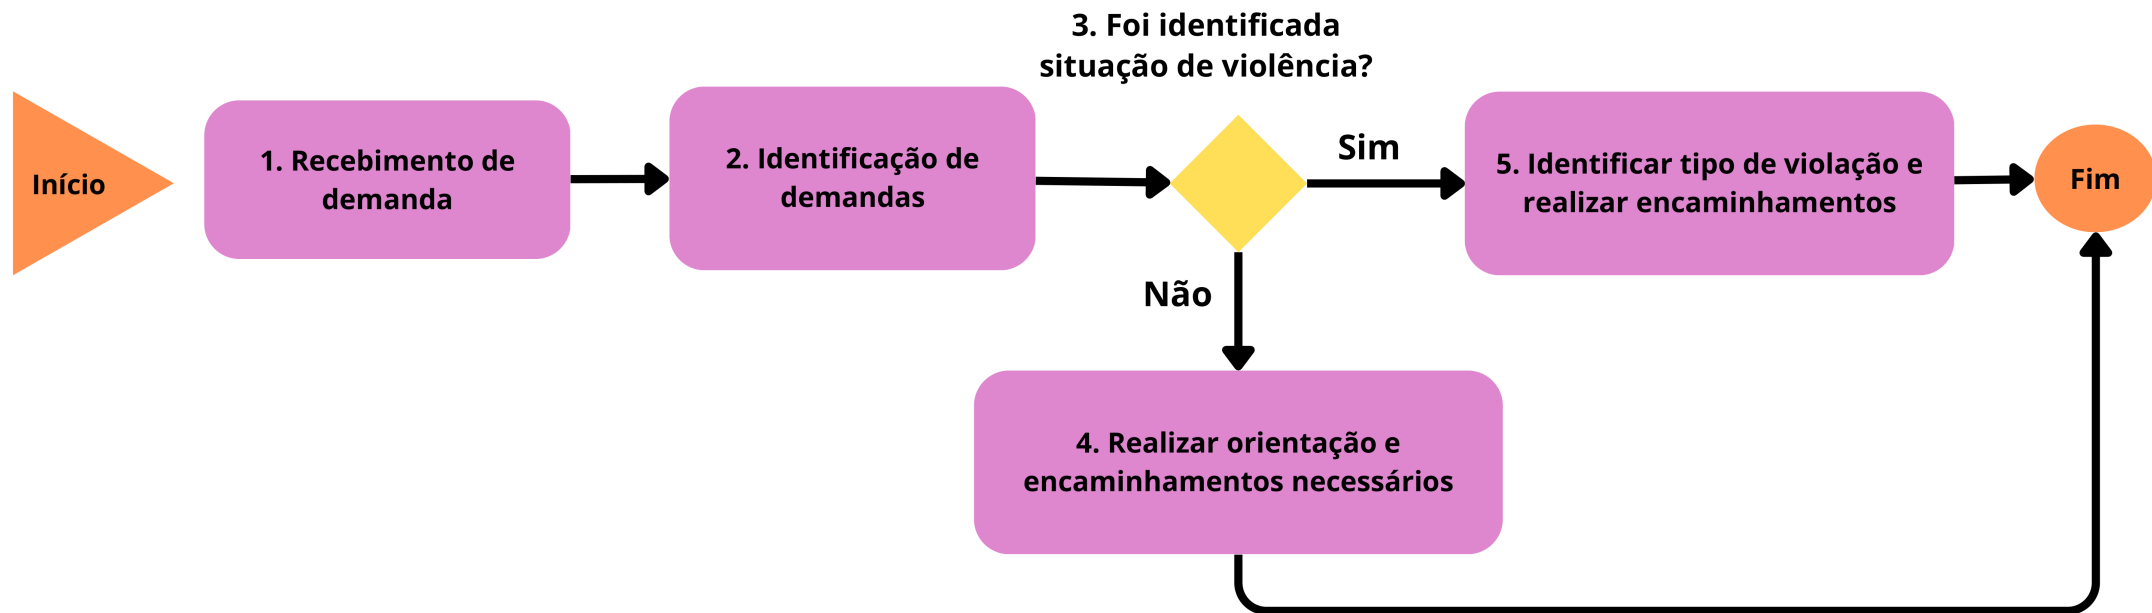 Início
1. Recebimento de
demanda
2. Identificação de
demandas
3. Foi identificada
situação de violência?
Sim
Não
4. Realizar orientação e
encaminhamentos necessários
5. Identificar tipo de violação e
realizar encaminhamentos
Fim